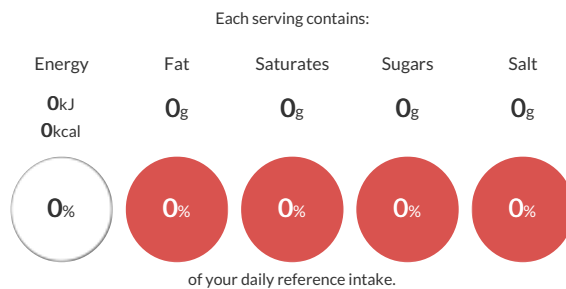 Each serving contains:
Energy Fat Saturates Sugars Salt
0kJ
0kcal 0g 0g 0g 0g
0% 0% 0% 0% 0%
of your daily reference intake.